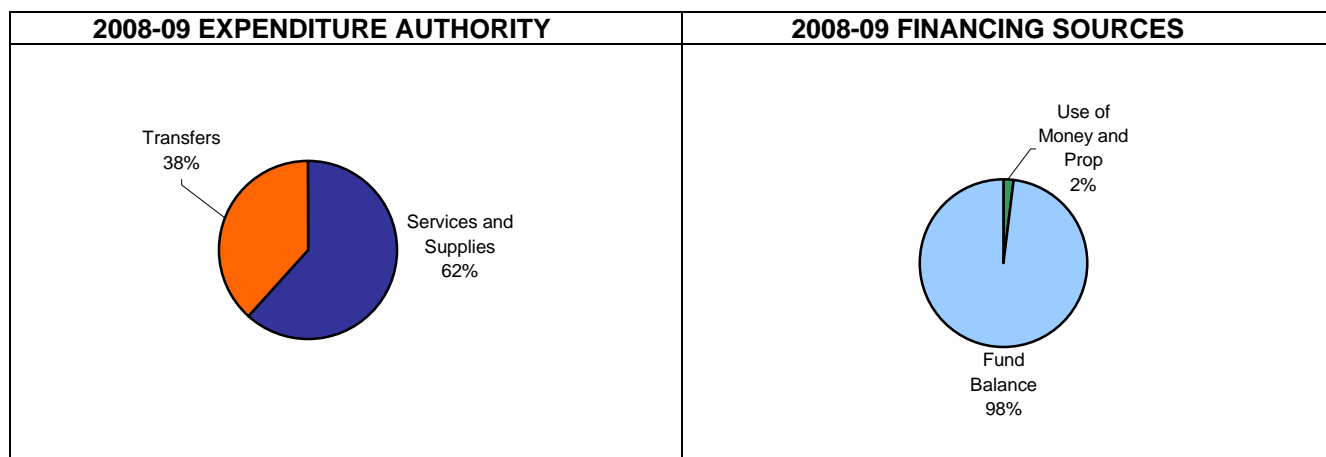 2008-09 EXPENDITURE AUTHORITY
2008-09 FINANCING SOURCES
Transfers
38%
Services and
Supplies
62%
Use of
Money and
Prop
2%
Fund
Balance
98%